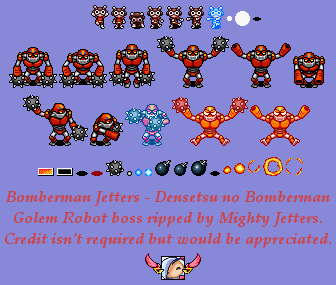 Bomberman Jetters - Densetsu no Bomberman
Golem Robot boss ripped by Mighty Jetters.
Credit isn't required but would be appreciated.